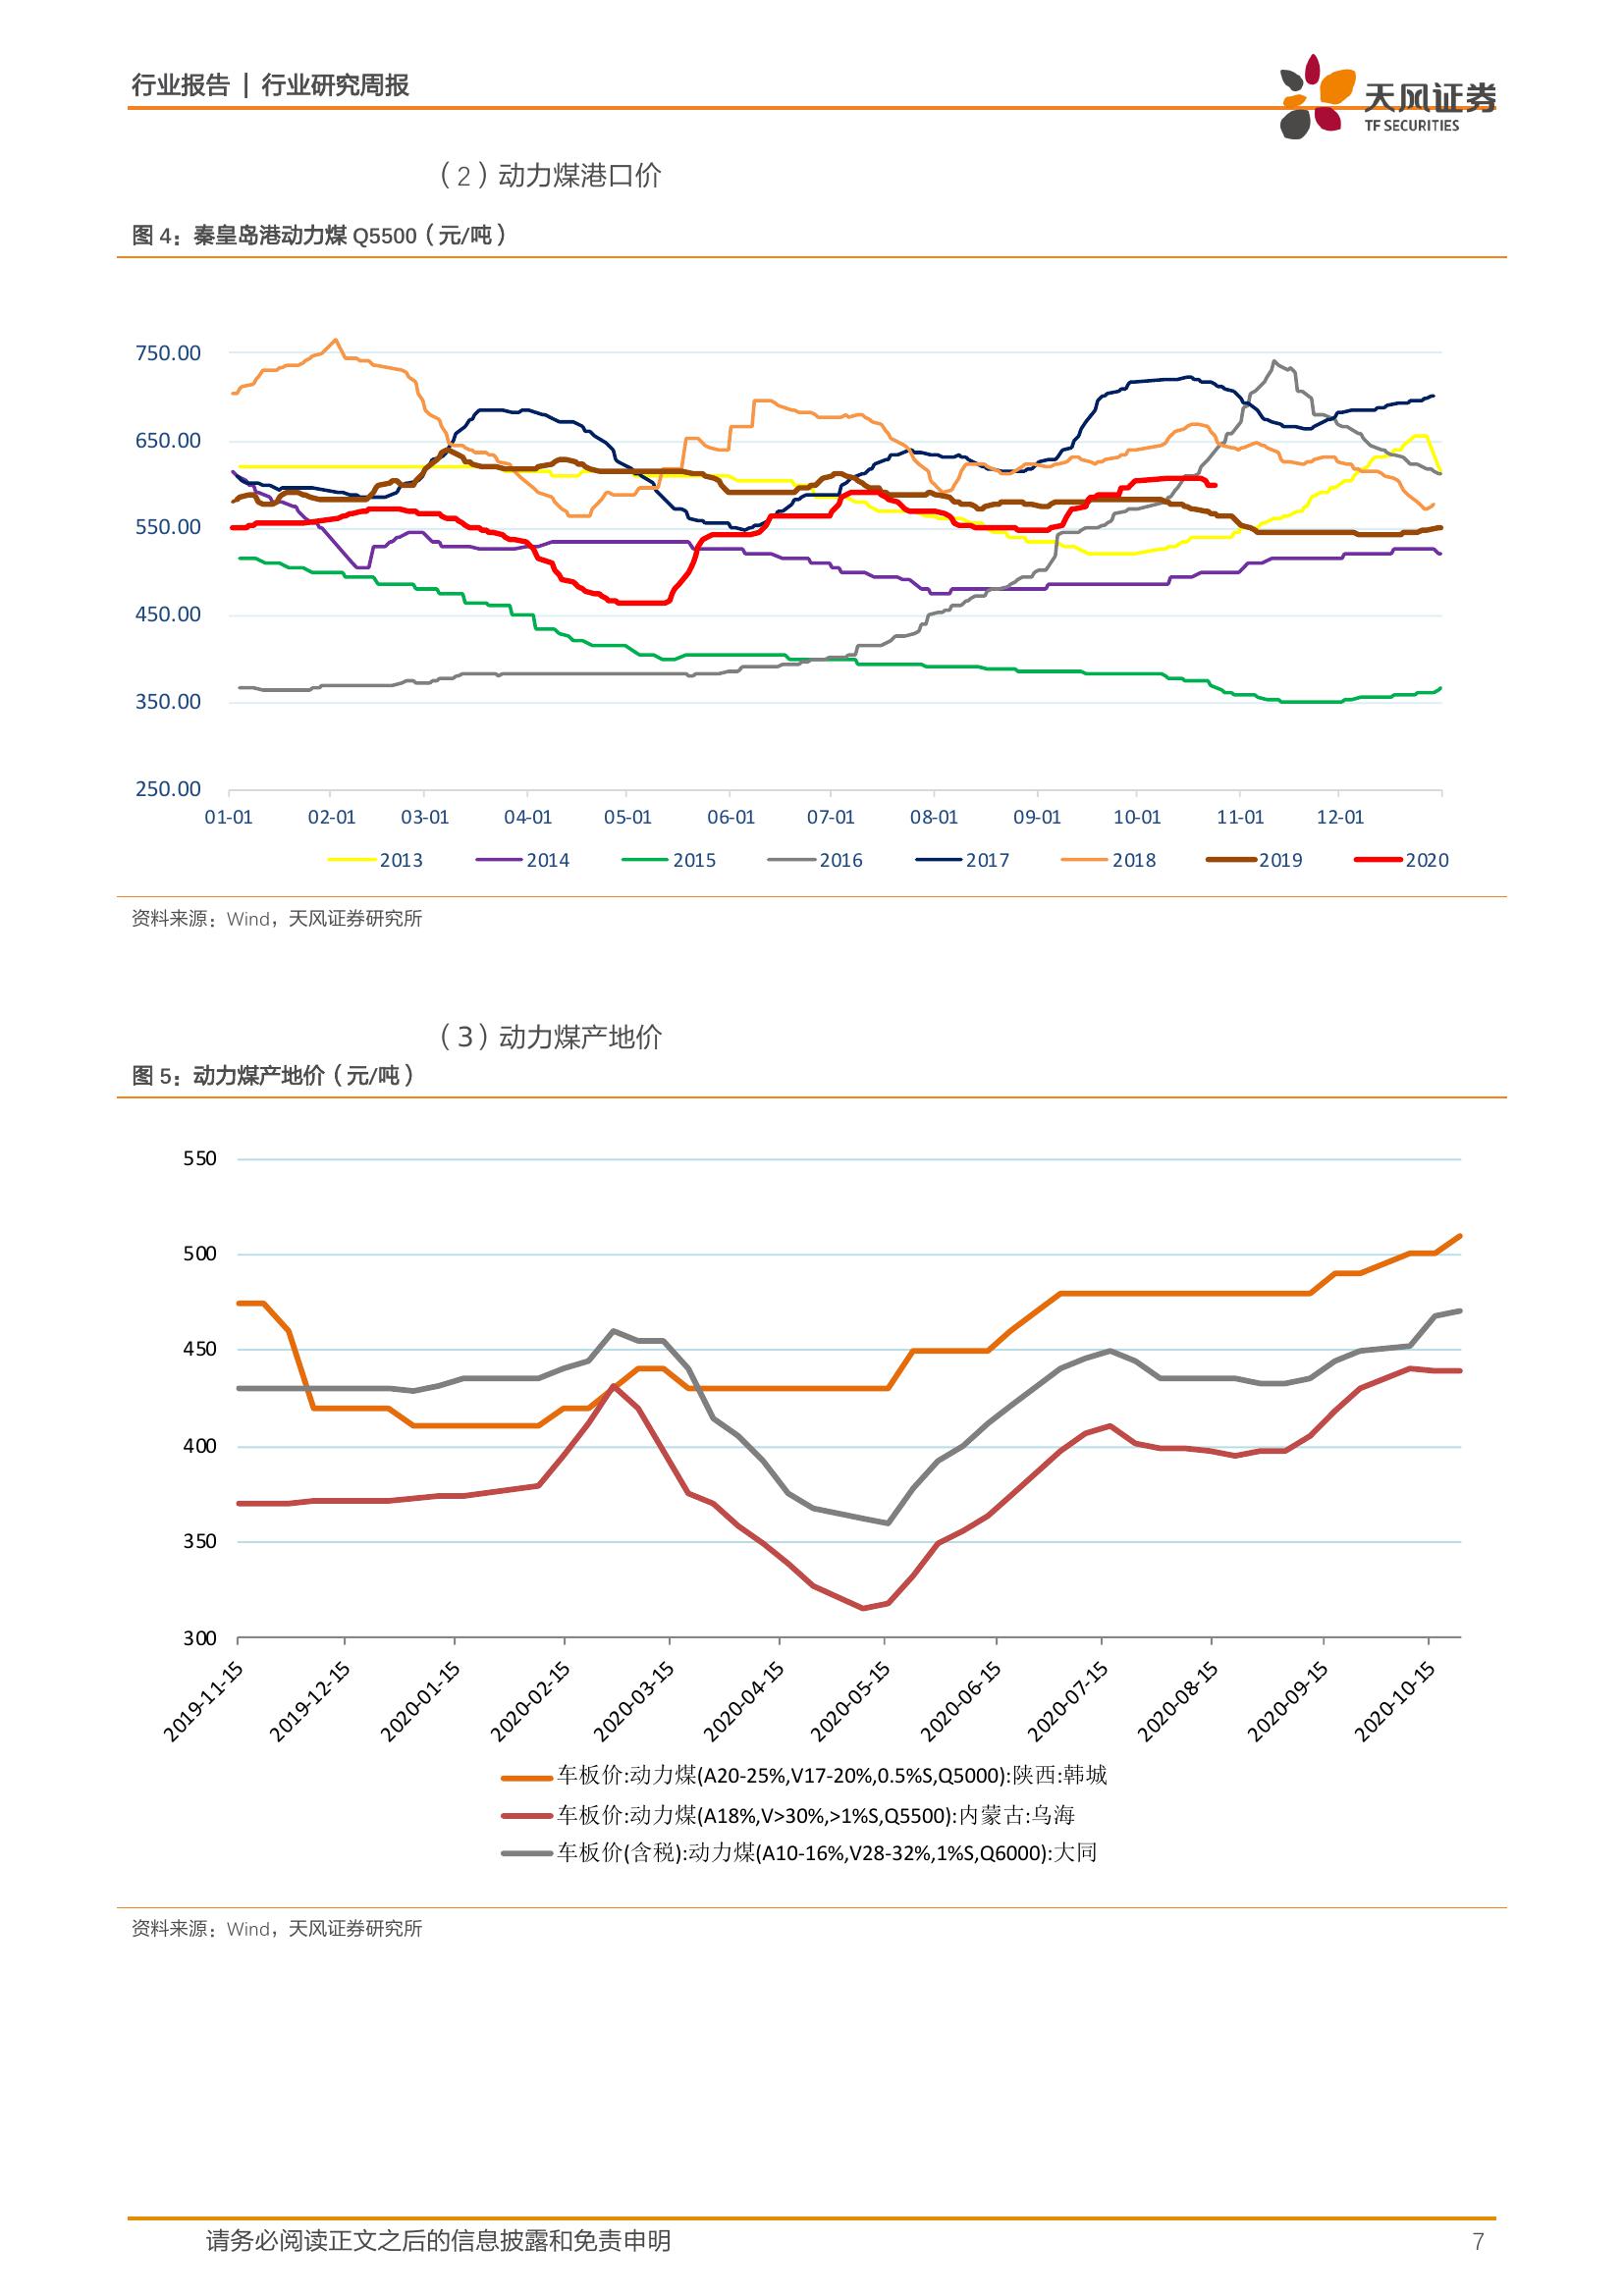 行业报告 | 行业研究周报
天风证券
TF SECURITIES
（2）动力煤港口价
图 4：秦皇岛港动力煤 Q5500（元/吨）
750.00
650.00
550.00
450.00
350.00
250.00
01-01 02-01 03-01 04-01 05-01 06-01 07-01 08-01 09-01 10-01 11-01 12-01
2013 2014 2015 2016 2017 2018 2019 2020
资料来源：Wind，天风证券研究所
（3）动力煤产地价
图 5：动力煤产地价（元/吨）
550
500
450
400
350
300
2019-11-15 2019-12-15 2020-01-15 2020-02-15 2020-03-15 2020-04-15 2020-05-15 2020-06-15 2020-07-15 2020-08-15 2020-09-15 2020-10-15
车板价:动力煤(A20-25%,V17-20%,0.5%S,Q5000):陕西:韩城
车板价:动力煤(A18%,V>30%,>1%S,Q5500):内蒙古:乌海
车板价(含税):动力煤(A10-16%,V28-32%,1%S,Q6000):大同
资料来源：Wind，天风证券研究所
请务必阅读正文之后的信息披露和免责申明 7